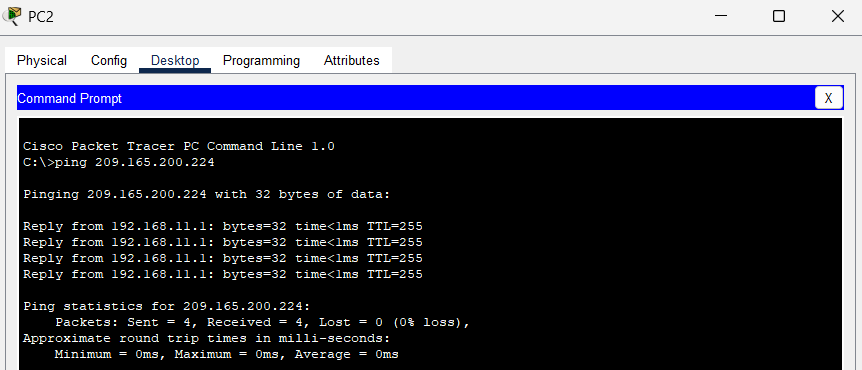 PC2
Physical Config Desktop Programming Attributes
Command Prompt X
Cisco Packet Tracer PC Command Line 1.0
C:\>ping 209.165.200.224
Pinging 209.165.200.224 with 32 bytes of data:
Reply from 192.168.11.1: bytes=32 time<1ms TTL=255
Reply from 192.168.11.1: bytes=32 time<1ms TTL=255
Reply from 192.168.11.1: bytes=32 time<1ms TTL=255
Reply from 192.168.11.1: bytes=32 time<1ms TTL=255
Ping statistics for 209.165.200.224:
Packets: Sent = 4, Received = 4, Lost = 0 (0% loss),
Approximate round trip times in milli-seconds:
Minimum = 0ms, Maximum = 0ms, Average = 0ms